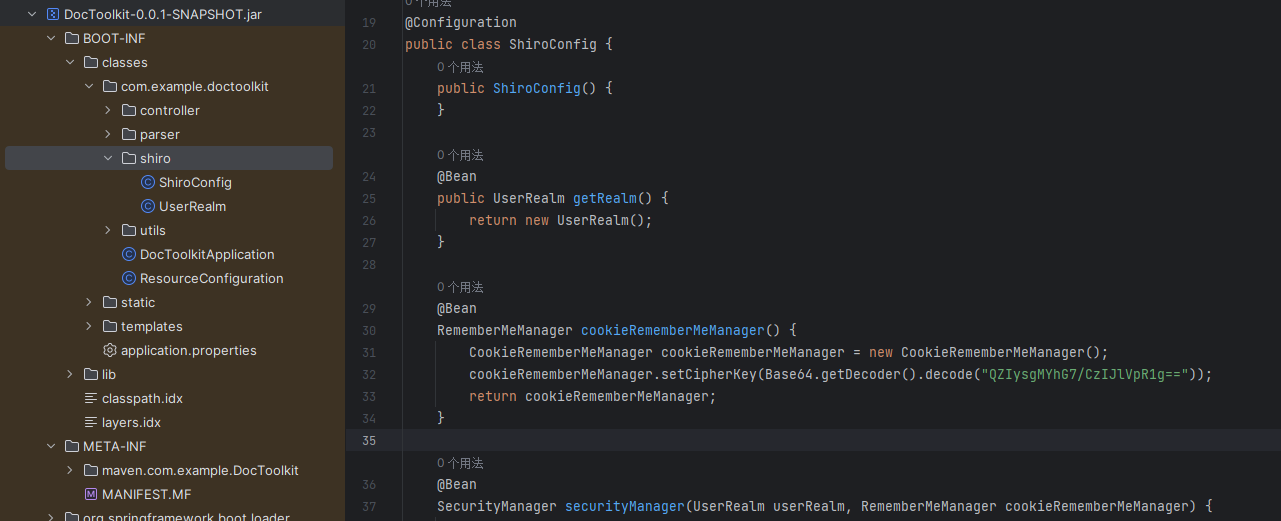 DocToolkit-0.0.1-SNAPSHOT.jar
BOOT-INF
classes
com.example.doctoolkit
controller
parser
shiro
ShiroConfig
UserRealm
utils
DocToolkitApplication
ResourceConfiguration
static
templates
application.properties
lib
classpath.idx
layers.idx
META-INF
maven.com.example.DocToolkit
MANIFEST.MF
org.springframework.boot.loader
0 个用法
19 @Configuration
20 public class ShiroConfig {
0 个用法
21 public ShiroConfig() {
22 }
23
0 个用法
24 @Bean
25 public UserRealm getRealm() {
26 return new UserRealm();
27 }
28
0 个用法
29 @Bean
30 RememberMeManager cookieRememberMeManager() {
31 CookieRememberMeManager cookieRememberMeManager = new CookieRememberMeManager();
32 cookieRememberMeManager.setCipherKey(Base64.getDecoder().decode("QZIysgMYhG7/CzIJlVpR1g=="));
33 return cookieRememberMeManager;
34 }
35
0 个用法
36 @Bean
37 SecurityManager securityManager(UserRealm userRealm, RememberMeManager cookieRememberMeManager) {